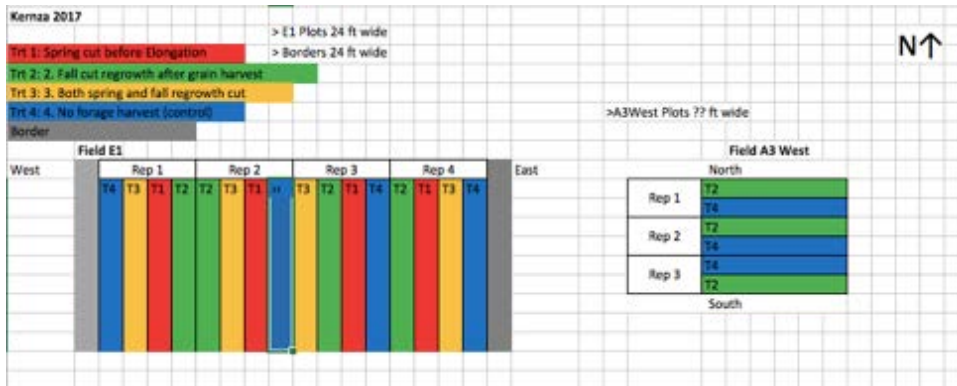 Kernza 2017
> E1 Plots 24 ft wide
Trt 1: Spring cut before Elongation
> Borders 24 ft wide
N↑
Trt 2: 2. Fall cut regrowth after grain harvest
Trt 3: 3. Both spring and fall regrowth cut
Trt 4: 4. No forage harvest (control)
>A3West Plots ?? ft wide
Border
Field E1
Field A3 West
West Rep 1 Rep 2 Rep 3 Rep 4 East
T4 T3 T1 T2 T2 T3 T1 T3 T2 T1 T4 T2 T1 T3 T4
North
Rep 1
T2
T4
Rep 2
T2
T4
Rep 3
T4
T2
South